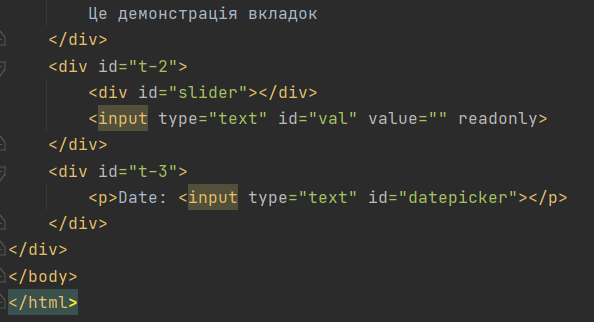 Це демонстрація вкладок
</div>
<div id="t-2">
<div id="slider"></div>
<input type="text" id="val" value="" readonly>
</div>
<div id="t-3">
<p>Date: <input type="text" id="datepicker"></p>
</div>
</div>
</body>
</html>